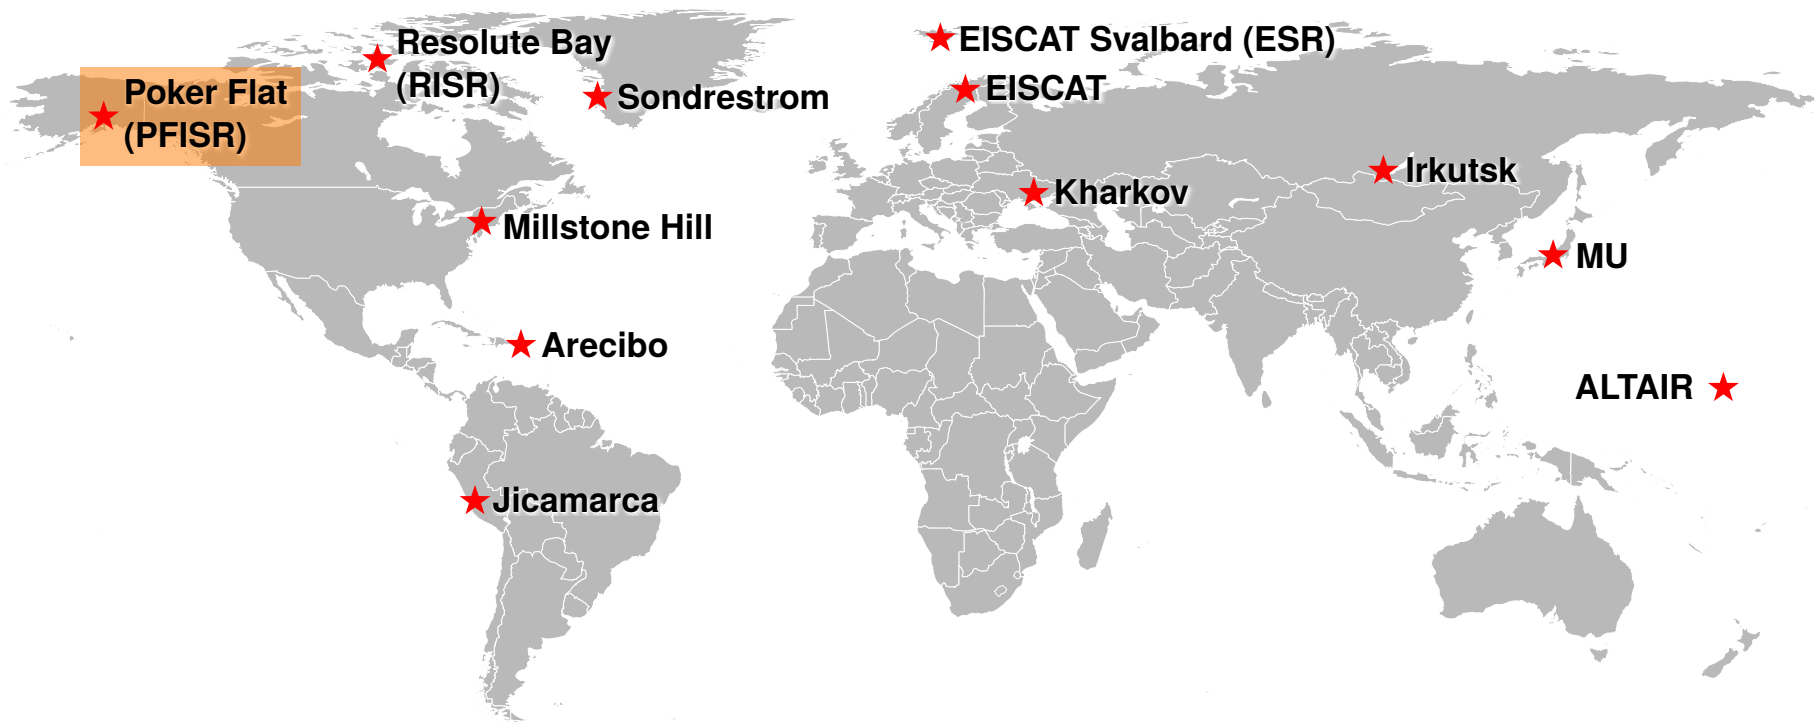 Resolute Bay
(RISR)
EISCAT Svalbard (ESR)
Poker Flat
(PFISR)
Sondrestrom
EISCAT
Irkutsk
Kharkov
Millstone Hill
MU
Arecibo
ALTAIR
Jicamarca